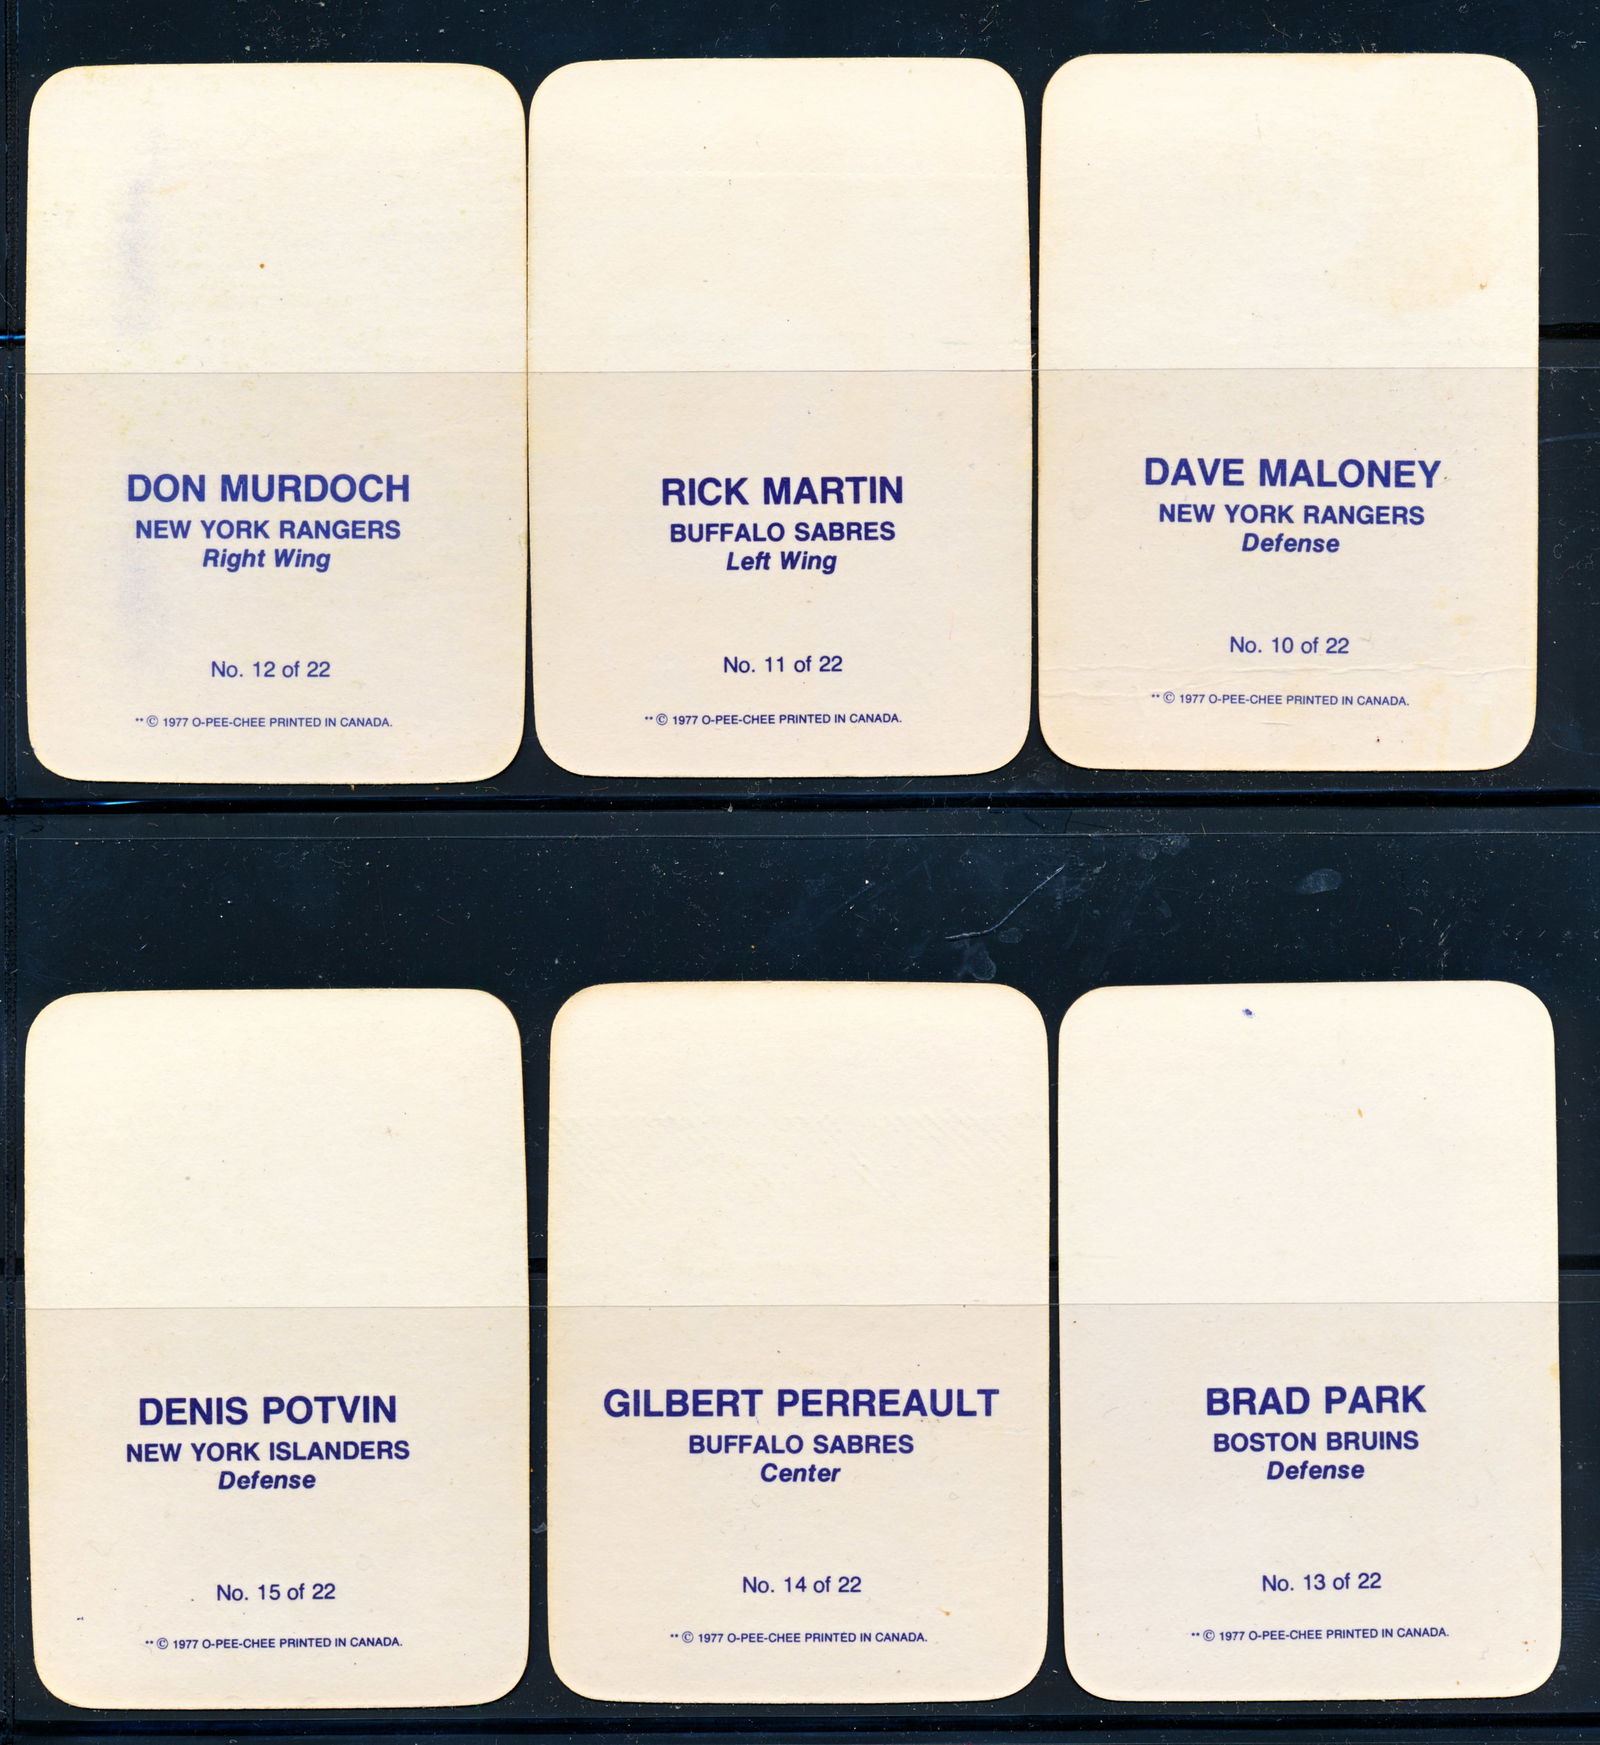 DON MURDOCH
NEW YORK RANGERS
Right Wing
No. 12 of 22
** © 1977 O-PEE-CHEE PRINTED IN CANADA.
RICK MARTIN
BUFFALO SABRES
Left Wing
No. 11 of 22
** © 1977 O-PEE-CHEE PRINTED IN CANADA.
DAVE MALONEY
NEW YORK RANGERS
Defense
No. 10 of 22
** © 1977 O-PEE-CHEE PRINTED IN CANADA.
DENIS POTVIN
NEW YORK ISLANDERS
Defense
No. 15 of 22
** © 1977 O-PEE-CHEE PRINTED IN CANADA.
GILBERT PERREAULT
BUFFALO SABRES
Center
No. 14 of 22
** © 1977 O-PEE-CHEE PRINTED IN CANADA.
BRAD PARK
BOSTON BRUINS
Defense
No. 13 of 22
** © 1977 O-PEE-CHEE PRINTED IN CANADA.